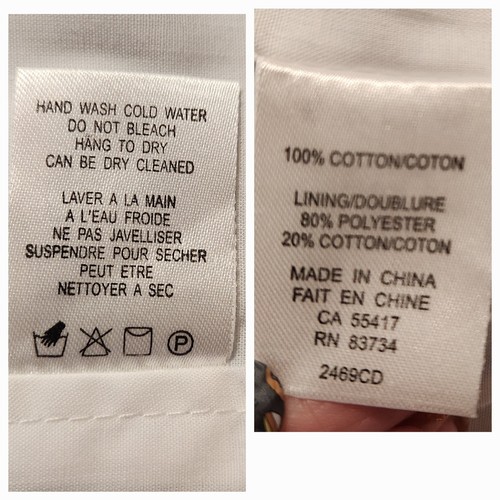 HAND WASH COLD WATER
DO NOT BLEACH
HANG TO DRY
CAN BE DRY CLEANED
LAVER A LA MAIN
A L'EAU FROIDE
NE PAS JAVELLISER
SUSPENDRE POUR SECHER
PEUT ETRE
NETTOYER A SEC
P
100% COTTON/COTON
LINING/DOUBLURE
80% POLYESTER
20% COTTON/COTON
MADE IN CHINA
FAIT EN CHINE
CA 55417
RN 83734
2469CD